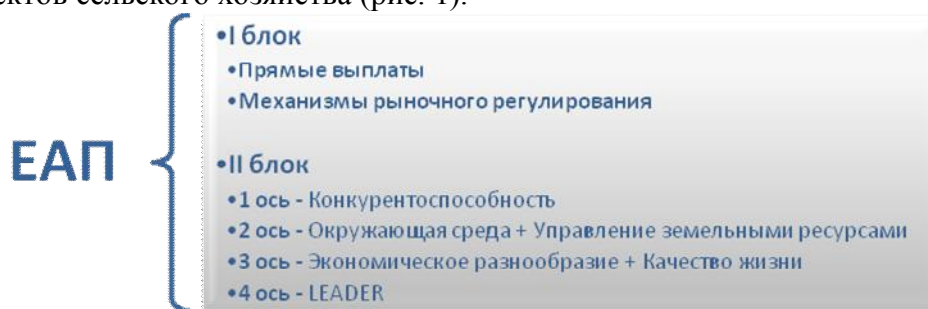 ектов сельского хозяйства (рис. 1).
ЕАП
•I блок
•Прямые выплаты
•Механизмы рыночного регулирования
•II блок
•1 ось - Конкурентоспособность
•2 ось - Окружающая среда + Управление земельными ресурсами
•3 ось - Экономическое разнообразие + Качество жизни
•4 ось - LEADER